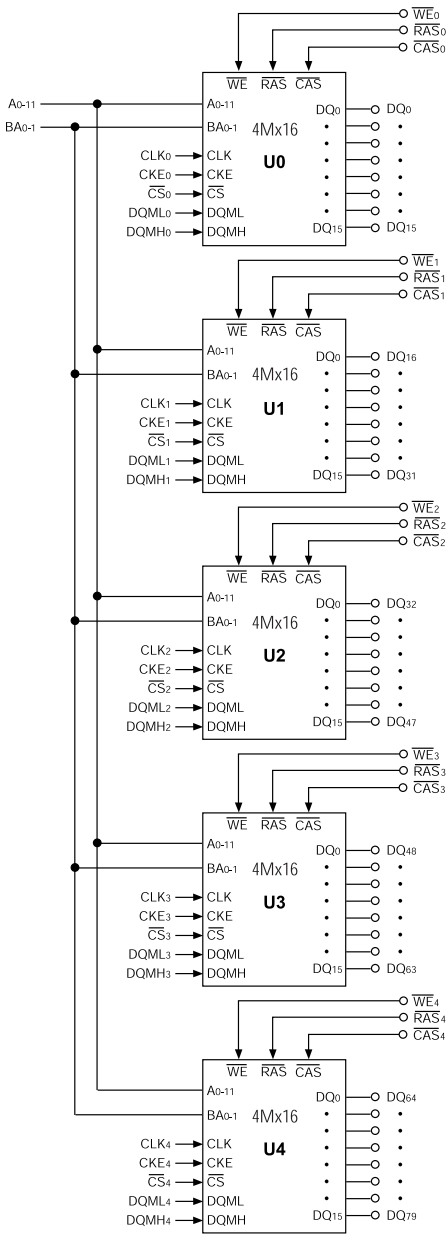 WE0
RAS0
CAS0
WE RAS CAS
A0-11 A0-11 DQ0 DQ0
BA0-1 BA0-1 4Mx16
CLK0 CLK U0
CKE0 CKE
CS0 CS
DQML0 DQML
DQMH0 DQMH DQ15 DQ15
WE1
RAS1
CAS1
WE RAS CAS
A0-11 DQ0 DQ16
BA0-1 4Mx16
CLK1 CLK U1
CKE1 CKE
CS1 CS
DQML1 DQML
DQMH1 DQMH DQ15 DQ31
WE2
RAS2
CAS2
WE RAS CAS
A0-11 DQ0 DQ32
BA0-1 4Mx16
CLK2 CLK U2
CKE2 CKE
CS2 CS
DQML2 DQML
DQMH2 DQMH DQ15 DQ47
WE3
RAS3
CAS3
WE RAS CAS
A0-11 DQ0 DQ48
BA0-1 4Mx16
CLK3 CLK U3
CKE3 CKE
CS3 CS
DQML3 DQML
DQMH3 DQMH DQ15 DQ63
WE4
RAS4
CAS4
WE RAS CAS
A0-11 DQ0 DQ64
BA0-1 4Mx16
CLK4 CLK U4
CKE4 CKE
CS4 CS
DQML4 DQML
DQMH4 DQMH DQ15 DQ79